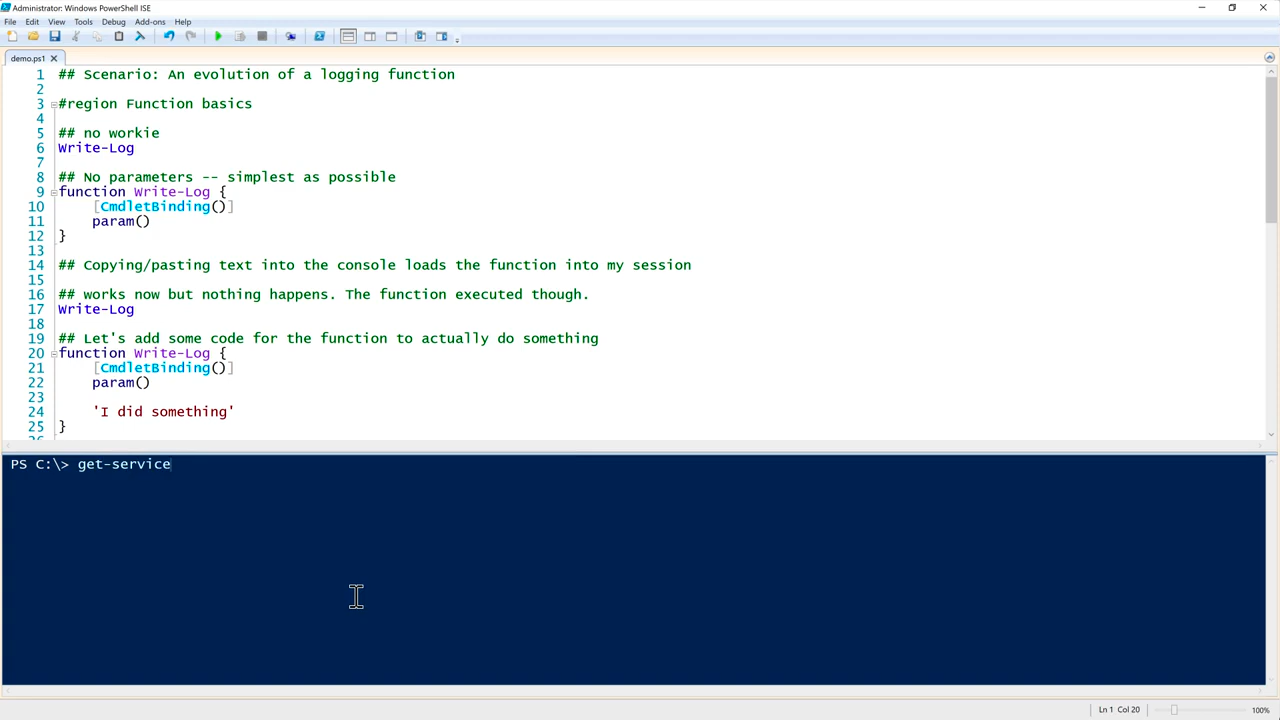 Administrator: Windows PowerShell ISE
File Edit View Tools Debug Add-ons Help
demo.ps1
1 ## Scenario: An evolution of a logging function
2
3 #region Function basics
4
5 ## no workie
6 Write-Log
7
8 ## No parameters -- simplest as possible
9 function Write-Log {
10     [CmdletBinding()]
11     param()
12 }
13
14 ## Copying/pasting text into the console loads the function into my session
15
16 ## works now but nothing happens. The function executed though.
17 Write-Log
18
19 ## Let's add some code for the function to actually do something
20 function Write-Log {
21     [CmdletBinding()]
22     param()
23
24     'I did something'
25 }
PS C:\> get-service
Ln 1 Col 20 100%